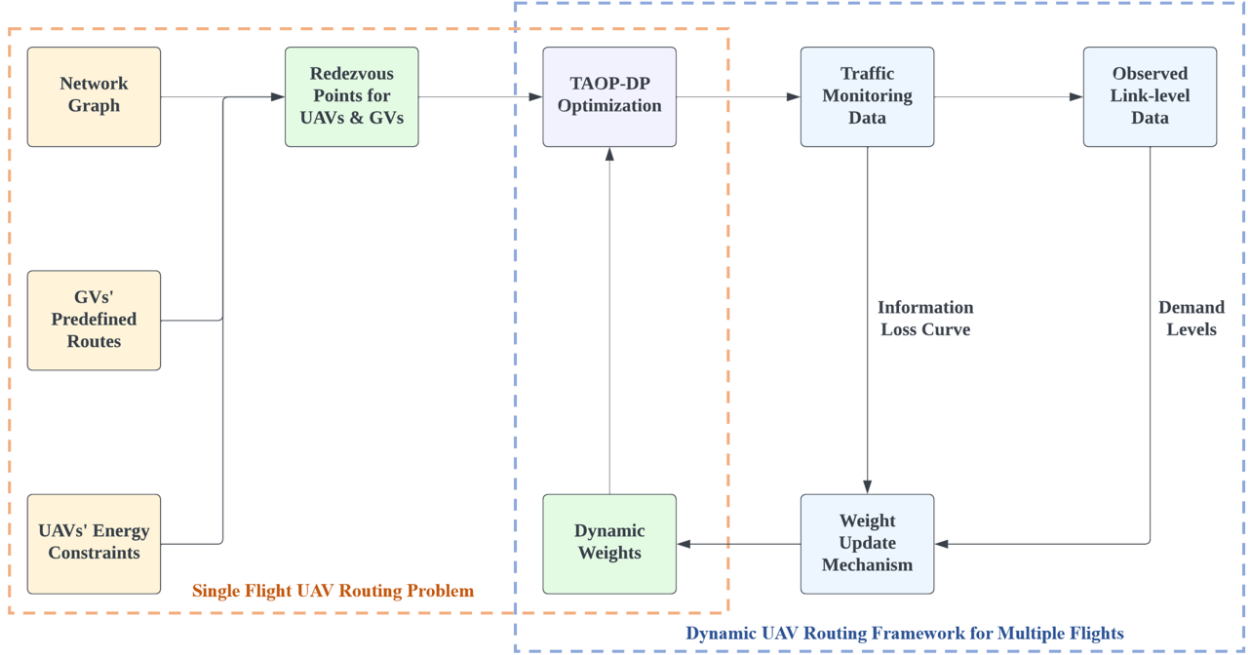 Network
Graph
Redezvous
Points for
UAVs & GVs
TAOP-DP
Optimization
Traffic
Monitoring
Data
Observed
Link-level
Data
GVs'
Predefined
Routes
Information
Loss Curve
Demand
Levels
UAVs' Energy
Constraints
Dynamic
Weights
Weight
Update
Mechanism
Single Flight UAV Routing Problem
Dynamic UAV Routing Framework for Multiple Flights